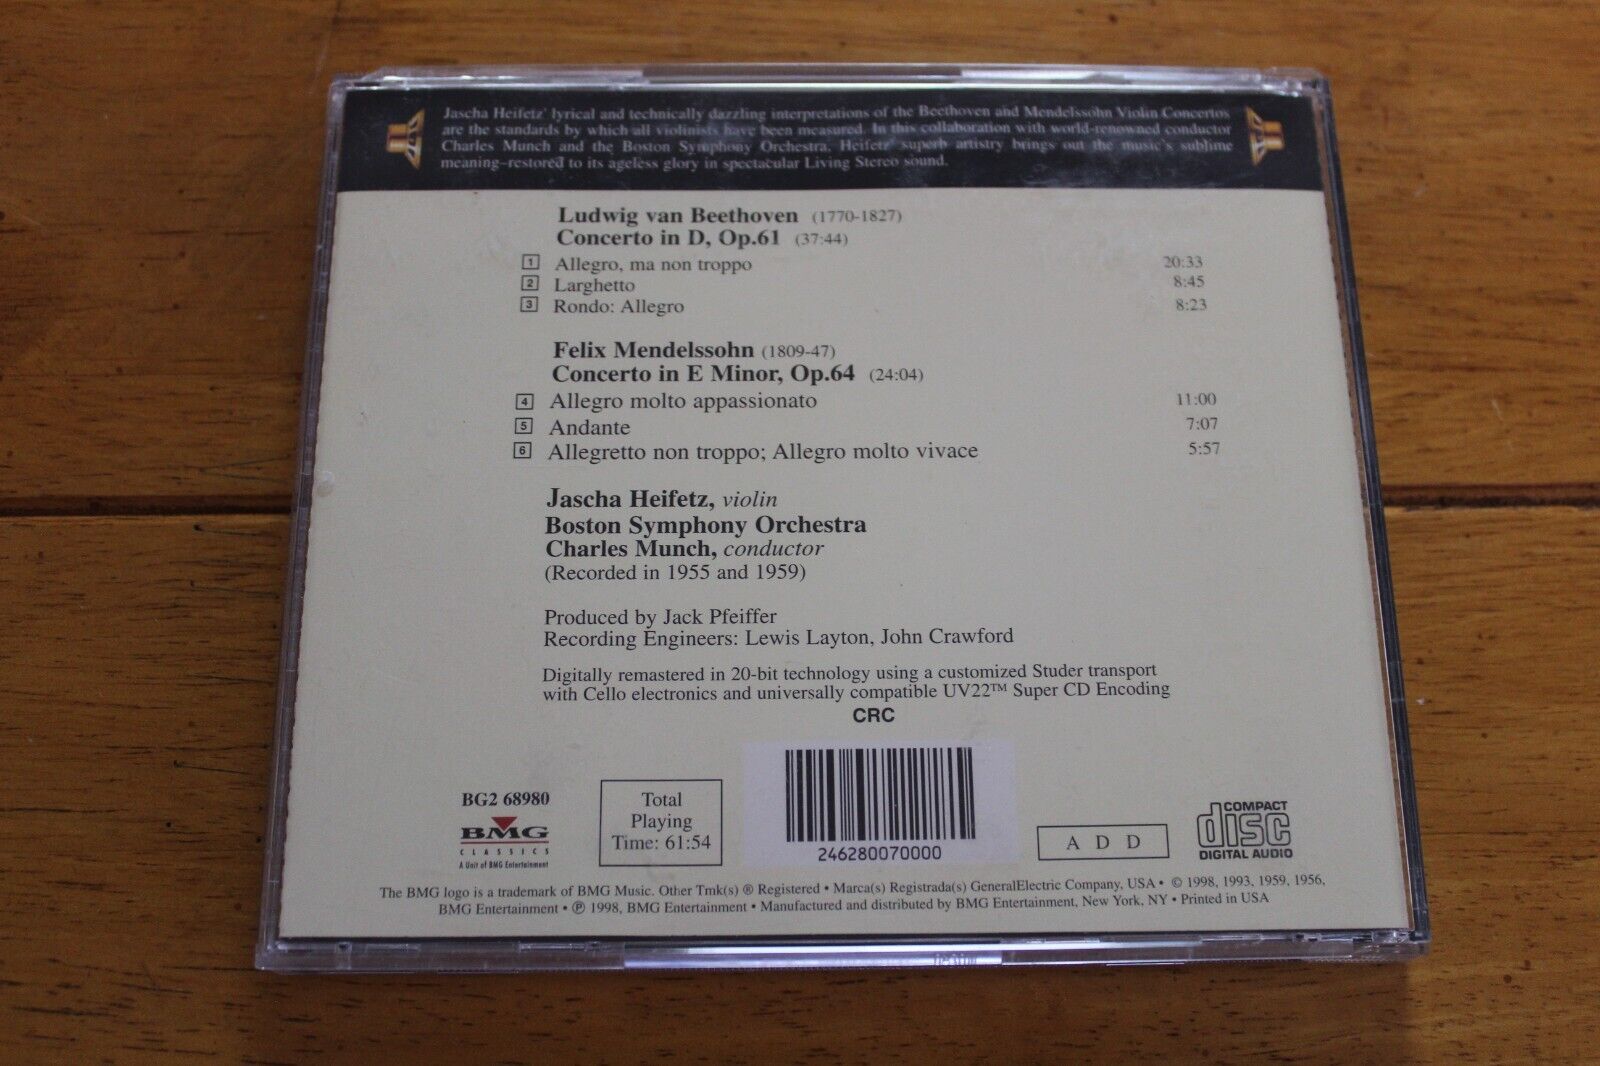 Jascha Heifetz' lyrical and technically dazzling interpretations of the Beethoven and Mendelssohn Violin Concertos
are the standards by which all violinists have been measured. In this collaboration with world-renowned conductor
Charles Munch and the Boston Symphony Orchestra, Heifetz' superb artistry brings out the music's sublime
meaning–restored to its ageless glory in spectacular Living Stereo sound.
Ludwig van Beethoven (1770-1827)
Concerto in D, Op.61 (37:44)
1 Allegro, ma non troppo 20:33
2 Larghetto 8:45
3 Rondo: Allegro 8:23
Felix Mendelssohn (1809-47)
Concerto in E Minor, Op.64 (24:04)
4 Allegro molto appassionato 11:00
5 Andante 7:07
6 Allegretto non troppo; Allegro molto vivace 5:57
Jascha Heifetz, violin
Boston Symphony Orchestra
Charles Munch, conductor
(Recorded in 1955 and 1959)
Produced by Jack Pfeiffer
Recording Engineers: Lewis Layton, John Crawford
Digitally remastered in 20-bit technology using a customized Studer transport
with Cello electronics and universally compatible UV22™ Super CD Encoding
CRC
BG2 68980
BMG
CLASSICS
A Unit of BMG Entertainment
Total
Playing
Time: 61:54
246280070000
A D D
COMPACT
disc
DIGITAL AUDIO
The BMG logo is a trademark of BMG Music. Other Tmk(s) ® Registered • Marca(s) Registrada(s) GeneralElectric Company, USA • © 1998, 1993, 1959, 1956,
BMG Entertainment • ℗ 1998, BMG Entertainment • Manufactured and distributed by BMG Entertainment, New York, NY • Printed in USA